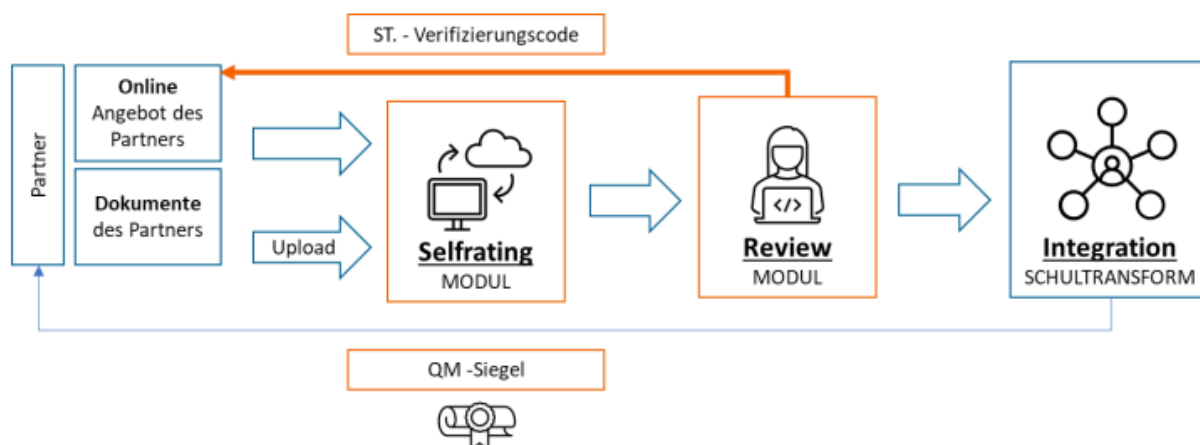 ST. - Verifizierungscode
Partner
Online
Angebot des
Partners
Dokumente
des Partners
Upload
Selfrating
MODUL
</>
Review
MODUL
Integration
SCHULTRANSFORM
QM -Siegel